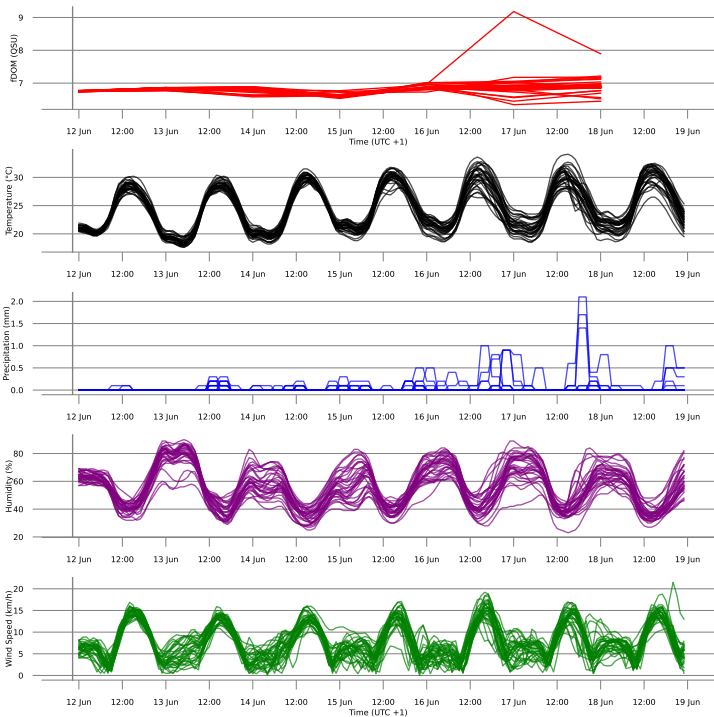 9
8
7
fDOM (QSU)
12 Jun 12:00 13 Jun 12:00 14 Jun 12:00 15 Jun 12:00 16 Jun 12:00 17 Jun 12:00 18 Jun 12:00 19 Jun
Time (UTC +1)
30
25
20
Temperature (°C)
12 Jun 12:00 13 Jun 12:00 14 Jun 12:00 15 Jun 12:00 16 Jun 12:00 17 Jun 12:00 18 Jun 12:00 19 Jun
2.0
1.5
1.0
0.5
0.0
Precipitation (mm)
12 Jun 12:00 13 Jun 12:00 14 Jun 12:00 15 Jun 12:00 16 Jun 12:00 17 Jun 12:00 18 Jun 12:00 19 Jun
80
60
40
20
Humidity (%)
12 Jun 12:00 13 Jun 12:00 14 Jun 12:00 15 Jun 12:00 16 Jun 12:00 17 Jun 12:00 18 Jun 12:00 19 Jun
20
15
10
5
0
Wind Speed (km/h)
12 Jun 12:00 13 Jun 12:00 14 Jun 12:00 15 Jun 12:00 16 Jun 12:00 17 Jun 12:00 18 Jun 12:00 19 Jun
Time (UTC +1)